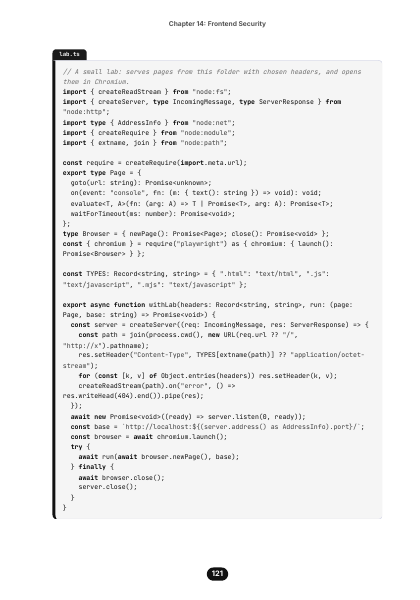 Chapter 14: Frontend Security
lab.ts
// A small lab: serves pages from this folder with chosen headers, and opens
them in Chromium.
import { createReadStream } from "node:fs";
import { createServer, type IncomingMessage, type ServerResponse } from
"node:http";
import type { AddressInfo } from "node:net";
import { createRequire } from "node:module";
import { extname, join } from "node:path";
const require = createRequire(import.meta.url);
export type Page = {
goto(url: string): Promise<unknown>;
on(event: "console", fn: (m: { text(): string }) => void): void;
evaluate<T, A>(fn: (arg: A) => T | Promise<T>, arg: A): Promise<T>;
waitForTimeout(ms: number): Promise<void>;
};
type Browser = { newPage(): Promise<Page>; close(): Promise<void> };
const { chromium } = require("playwright") as { chromium: { launch():
Promise<Browser> } };
const TYPES: Record<string, string> = { ".html": "text/html", ".js":
"text/javascript", ".mjs": "text/javascript" };
export async function withLab(headers: Record<string, string>, run: (page:
Page, base: string) => Promise<void>) {
const server = createServer((req: IncomingMessage, res: ServerResponse) => {
const path = join(process.cwd(), new URL(req.url ?? "/",
"http://x").pathname);
res.setHeader("Content-Type", TYPES[extname(path)] ?? "application/octet-
stream");
for (const [k, v] of Object.entries(headers)) res.setHeader(k, v);
createReadStream(path).on("error", () =>
res.writeHead(404).end()).pipe(res);
});
await new Promise<void>((ready) => server.listen(0, ready));
const base = `http://localhost:${(server.address() as AddressInfo).port}/`;
const browser = await chromium.launch();
try {
await run(await browser.newPage(), base);
} finally {
await browser.close();
server.close();
}
}
121